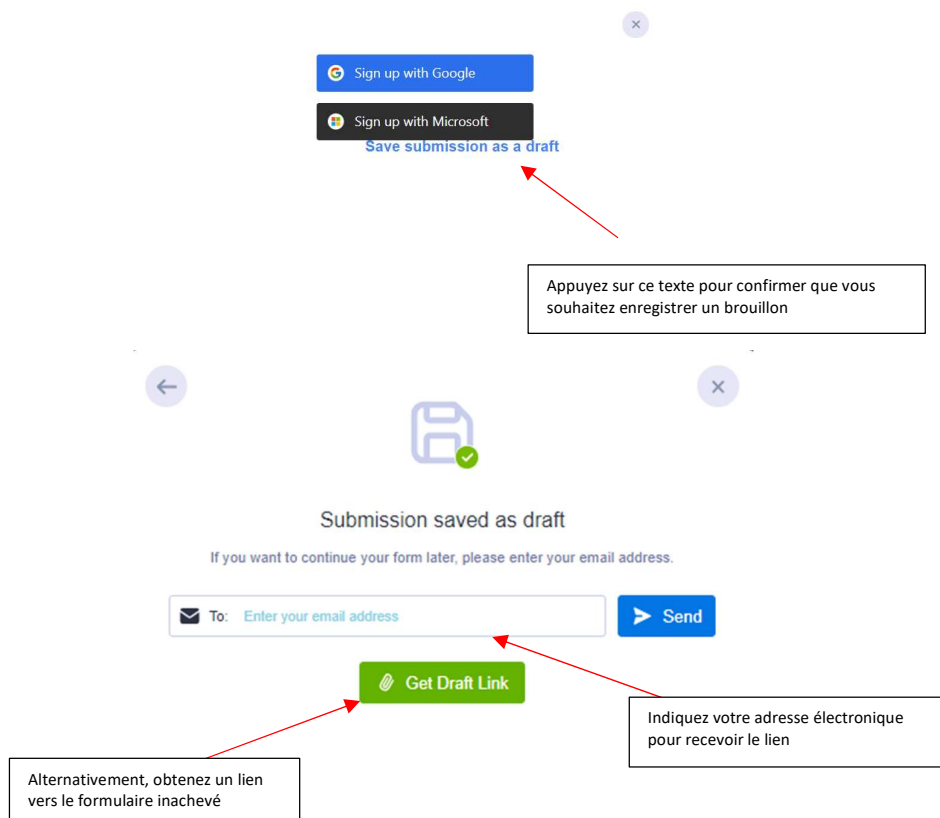 Sign up with Google
Sign up with Microsoft
Save submission as a draft
Appuyez sur ce texte pour confirmer que vous
souhaitez enregistrer un brouillon
Submission saved as draft
If you want to continue your form later, please enter your email address.
To: Enter your email address
Send
Get Draft Link
Indiquez votre adresse électronique
pour recevoir le lien
Alternativement, obtenez un lien
vers le formulaire inachevé